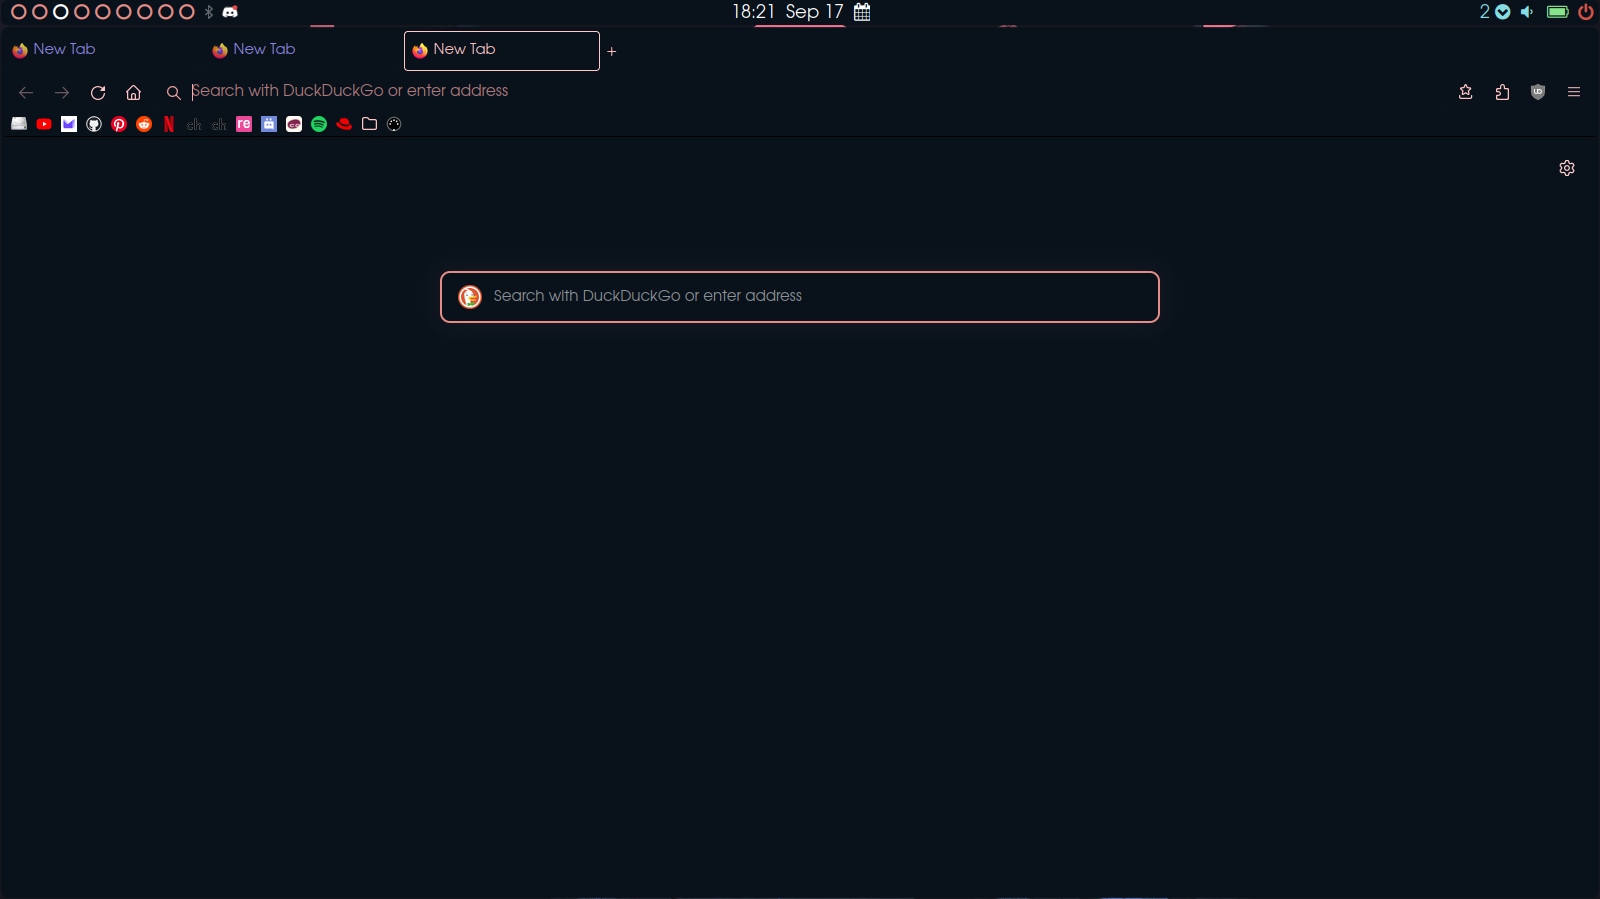 18:21 Sep 17
2
New Tab
New Tab
New Tab
Search with DuckDuckGo or enter address
ch
ch
re
Search with DuckDuckGo or enter address